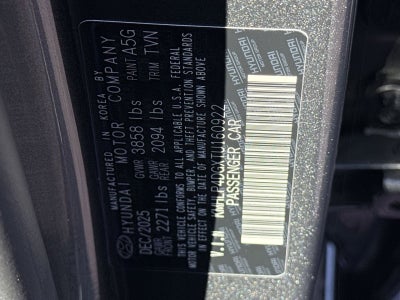 MANUFACTURED IN KOREA BY
HYUNDAI MOTOR COMPANY
DEC/2025 GVWR 3858 lbs PAINT A5G
GAWR FRONT 2271 lbs GAWR REAR 2094 lbs TRIM TVN
THIS VEHICLE CONFORMS TO ALL APPLICABLE U.S.A. FEDERAL
MOTOR VEHICLE SAFETY, BUMPER, AND THEFT PREVENTION STANDARDS
IN EFFECT ON THE DATE OF MANUFACTURE SHOWN ABOVE
V.I.N
PASSENGER CAR
HYUNDAI